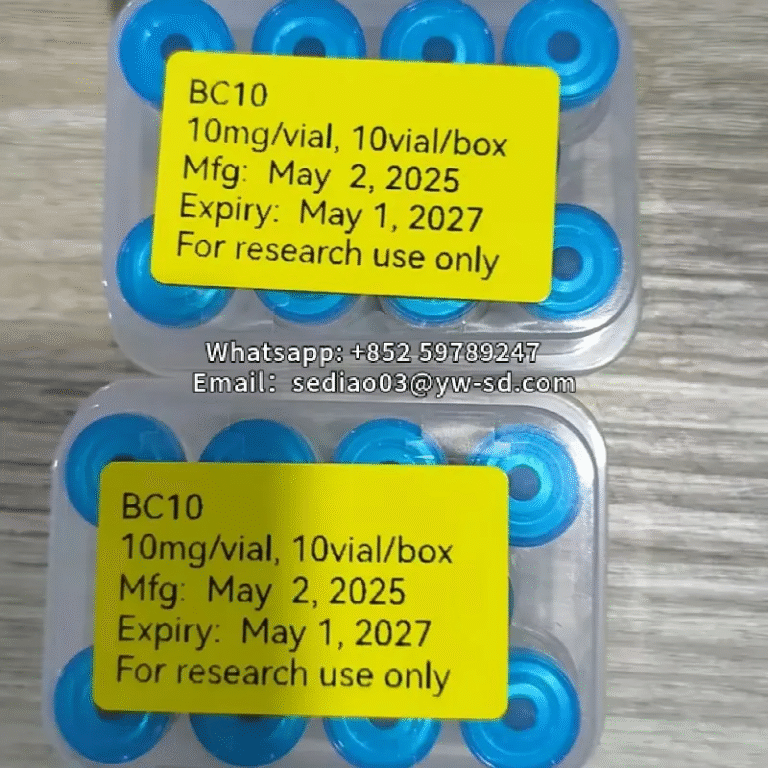 BC10
10mg/vial, 10vial/box
Mfg: May 2, 2025
Expiry: May 1, 2027
For research use only
Whatsapp: +852 59789247
Email: sediao03@yw-sd.com
BC10
10mg/vial, 10vial/box
Mfg: May 2, 2025
Expiry: May 1, 2027
For research use only